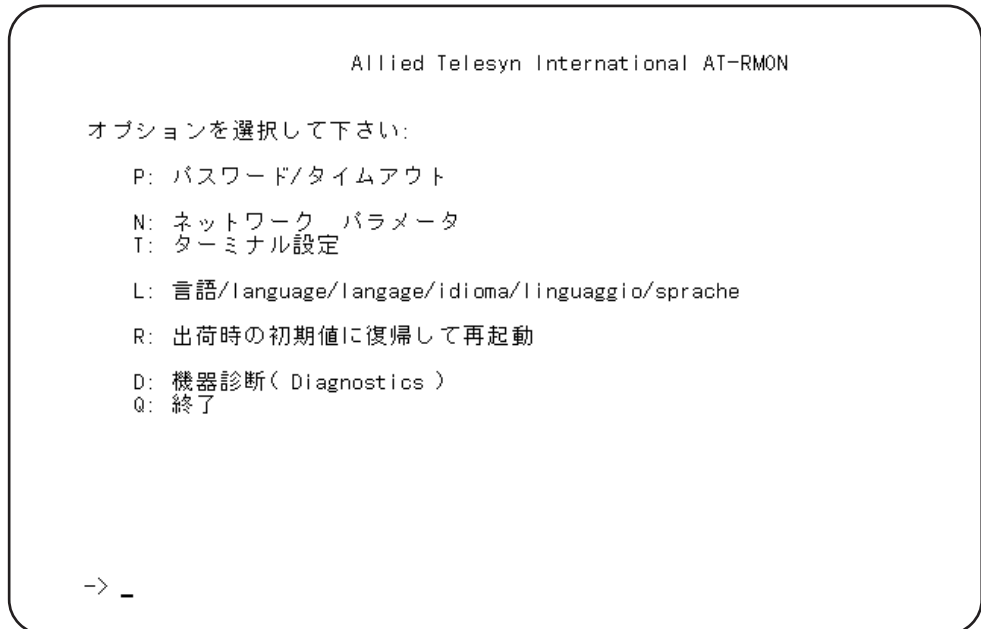 Allied Telesyn International AT-RMON
オプションを選択して下さい:
P: パスワード/タイムアウト
N: ネットワーク パラメータ
T: ターミナル設定
L: 言語/language/langage/idioma/linguaggio/sprache
R: 出荷時の初期値に復帰して再起動
D: 機器診断( Diagnostics )
Q: 終了
-> _